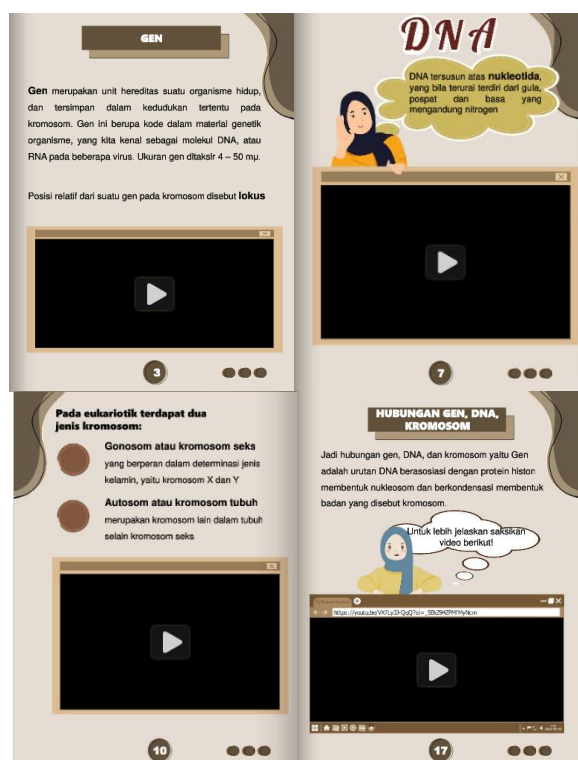 GEN
Gen merupakan unit hereditas suatu organisme hidup,
dan tersimpan dalam kedudukan tertentu pada
kromosom. Gen ini berupa kode dalam material genetik
organisme, yang kita kenal sebagai molekul DNA, atau
RNA pada beberapa virus. Ukuran gen ditaksir 4 – 50 mµ.
Posisi relatif dari suatu gen pada kromosom disebut lokus
3
DNA
DNA tersusun atas nukleotida,
yang bila terurai terdiri dari gula,
pospat dan basa yang
mengandung nitrogen
7
Pada eukariotik terdapat dua
jenis kromosom:
Gonosom atau kromosom seks
yang berperan dalam determinasi jenis
kelamin, yaitu kromosom X dan Y
Autosom atau kromosom tubuh
merupakan kromosom lain dalam tubuh
selain kromosom seks
10
HUBUNGAN GEN, DNA,
KROMOSOM
Jadi hubungan gen, DNA, dan kromosom yaitu Gen
adalah urutan DNA berasosiasi dengan protein histon
membentuk nukleosom dan berkondensasi membentuk
badan yang disebut kromosom.
Untuk lebih jelaskan saksikan
video berikut!
17